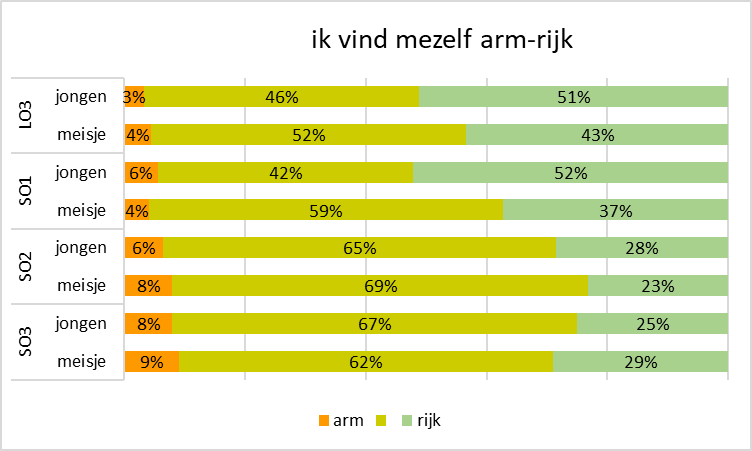 ik vind mezelf arm-rijk
LO3
jongen 3% 46% 51%
meisje 4% 52% 43%
SO1
jongen 6% 42% 52%
meisje 4% 59% 37%
SO2
jongen 6% 65% 28%
meisje 8% 69% 23%
SO3
jongen 8% 67% 25%
meisje 9% 62% 29%
arm rijk